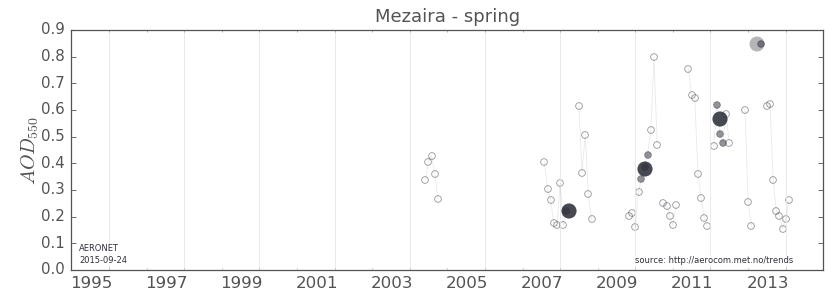 Mezaira - spring
0.9
0.8
0.7
0.6
0.5
0.4
0.3
0.2
0.1
0.0
AOD550
AERONET
2015-09-24
source: http://aerocom.met.no/trends
1995 1997 1999 2001 2003 2005 2007 2009 2011 2013